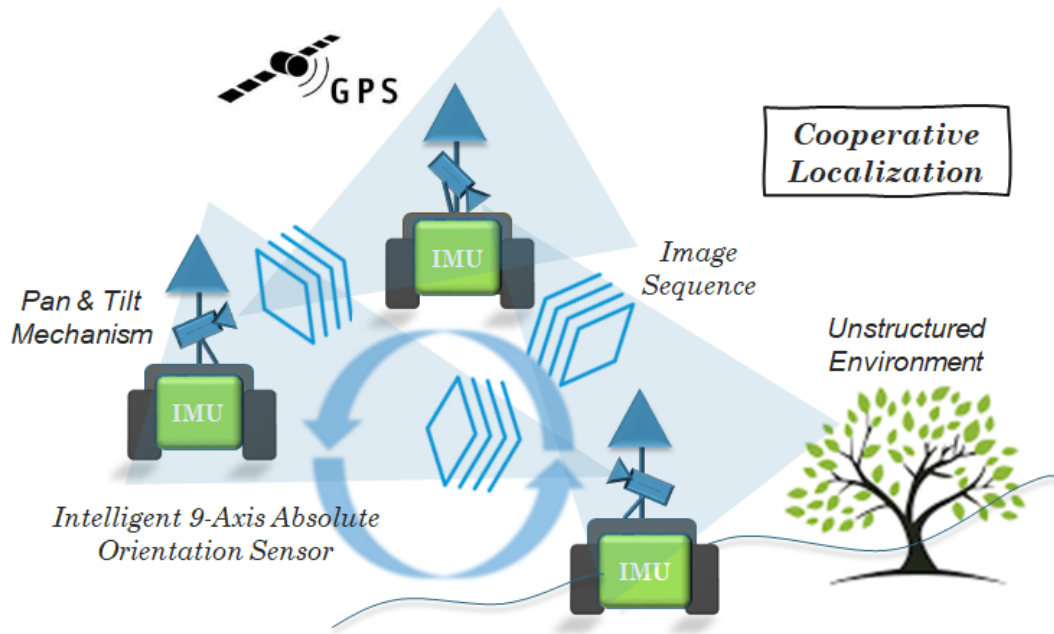 GPS
Cooperative
Localization
IMU
Image
Sequence
Pan & Tilt
Mechanism
IMU
Unstructured
Environment
Intelligent 9-Axis Absolute
Orientation Sensor
IMU